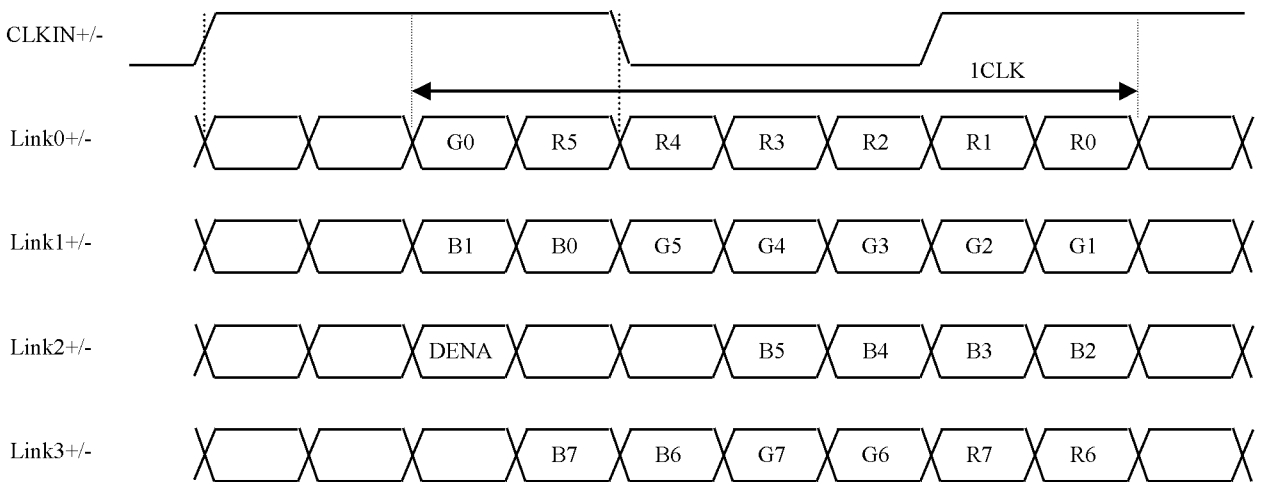 CLKIN+/-
1CLK
Link0+/- G0 R5 R4 R3 R2 R1 R0
Link1+/- B1 B0 G5 G4 G3 G2 G1
Link2+/- DENA B5 B4 B3 B2
Link3+/- B7 B6 G7 G6 R7 R6